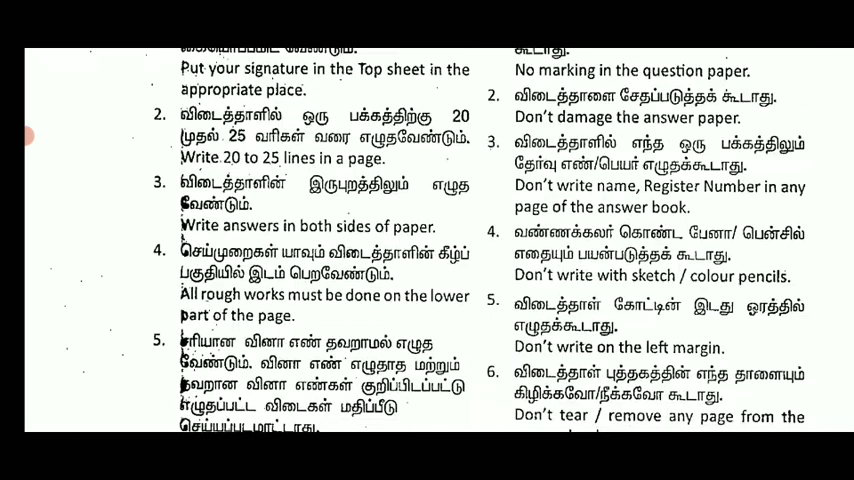 கையொப்பமிட வேண்டும்.
Put your signature in the Top sheet in the
appropriate place.
2. விடைத்தாளில் ஒரு பக்கத்திற்கு 20
முதல் 25 வரிகள் வரை எழுதவேண்டும்.
Write 20 to 25 lines in a page.
3. விடைத்தாளின் இருபுறத்திலும் எழுத
வேண்டும்.
Write answers in both sides of paper.
4. செய்முறைகள் யாவும் விடைத்தாளின் கீழ்ப்
பகுதியில் இடம் பெறவேண்டும்.
All rough works must be done on the lower
part of the page.
5. சரியான வினா எண் தவறாமல் எழுத
வேண்டும். வினா எண் எழுதாத மற்றும்
தவறான வினா எண்கள் குறிப்பிடப்பட்டு
எழுதப்பட்ட விடைகள் மதிப்பீடு
செய்யப்படமாட்டாது.
கூடாது.
No marking in the question paper.
2. விடைத்தாளை சேதப்படுத்தக் கூடாது.
Don't damage the answer paper.
3. விடைத்தாளில் எந்த ஒரு பக்கத்திலும்
தேர்வு எண்/பெயர் எழுதக்கூடாது.
Don't write name, Register Number in any
page of the answer book.
4. வண்ணக்கலர் கொண்ட பேனா/ பென்சில்
எதையும் பயன்படுத்தக் கூடாது.
Don't write with sketch / colour pencils.
5. விடைத்தாள் கோட்டின் இடது ஓரத்தில்
எழுதக்கூடாது.
Don't write on the left margin.
6. விடைத்தாள் புத்தகத்தின் எந்த தாளையும்
கிழிக்கவோ/நீக்கவோ கூடாது.
Don't tear / remove any page from the